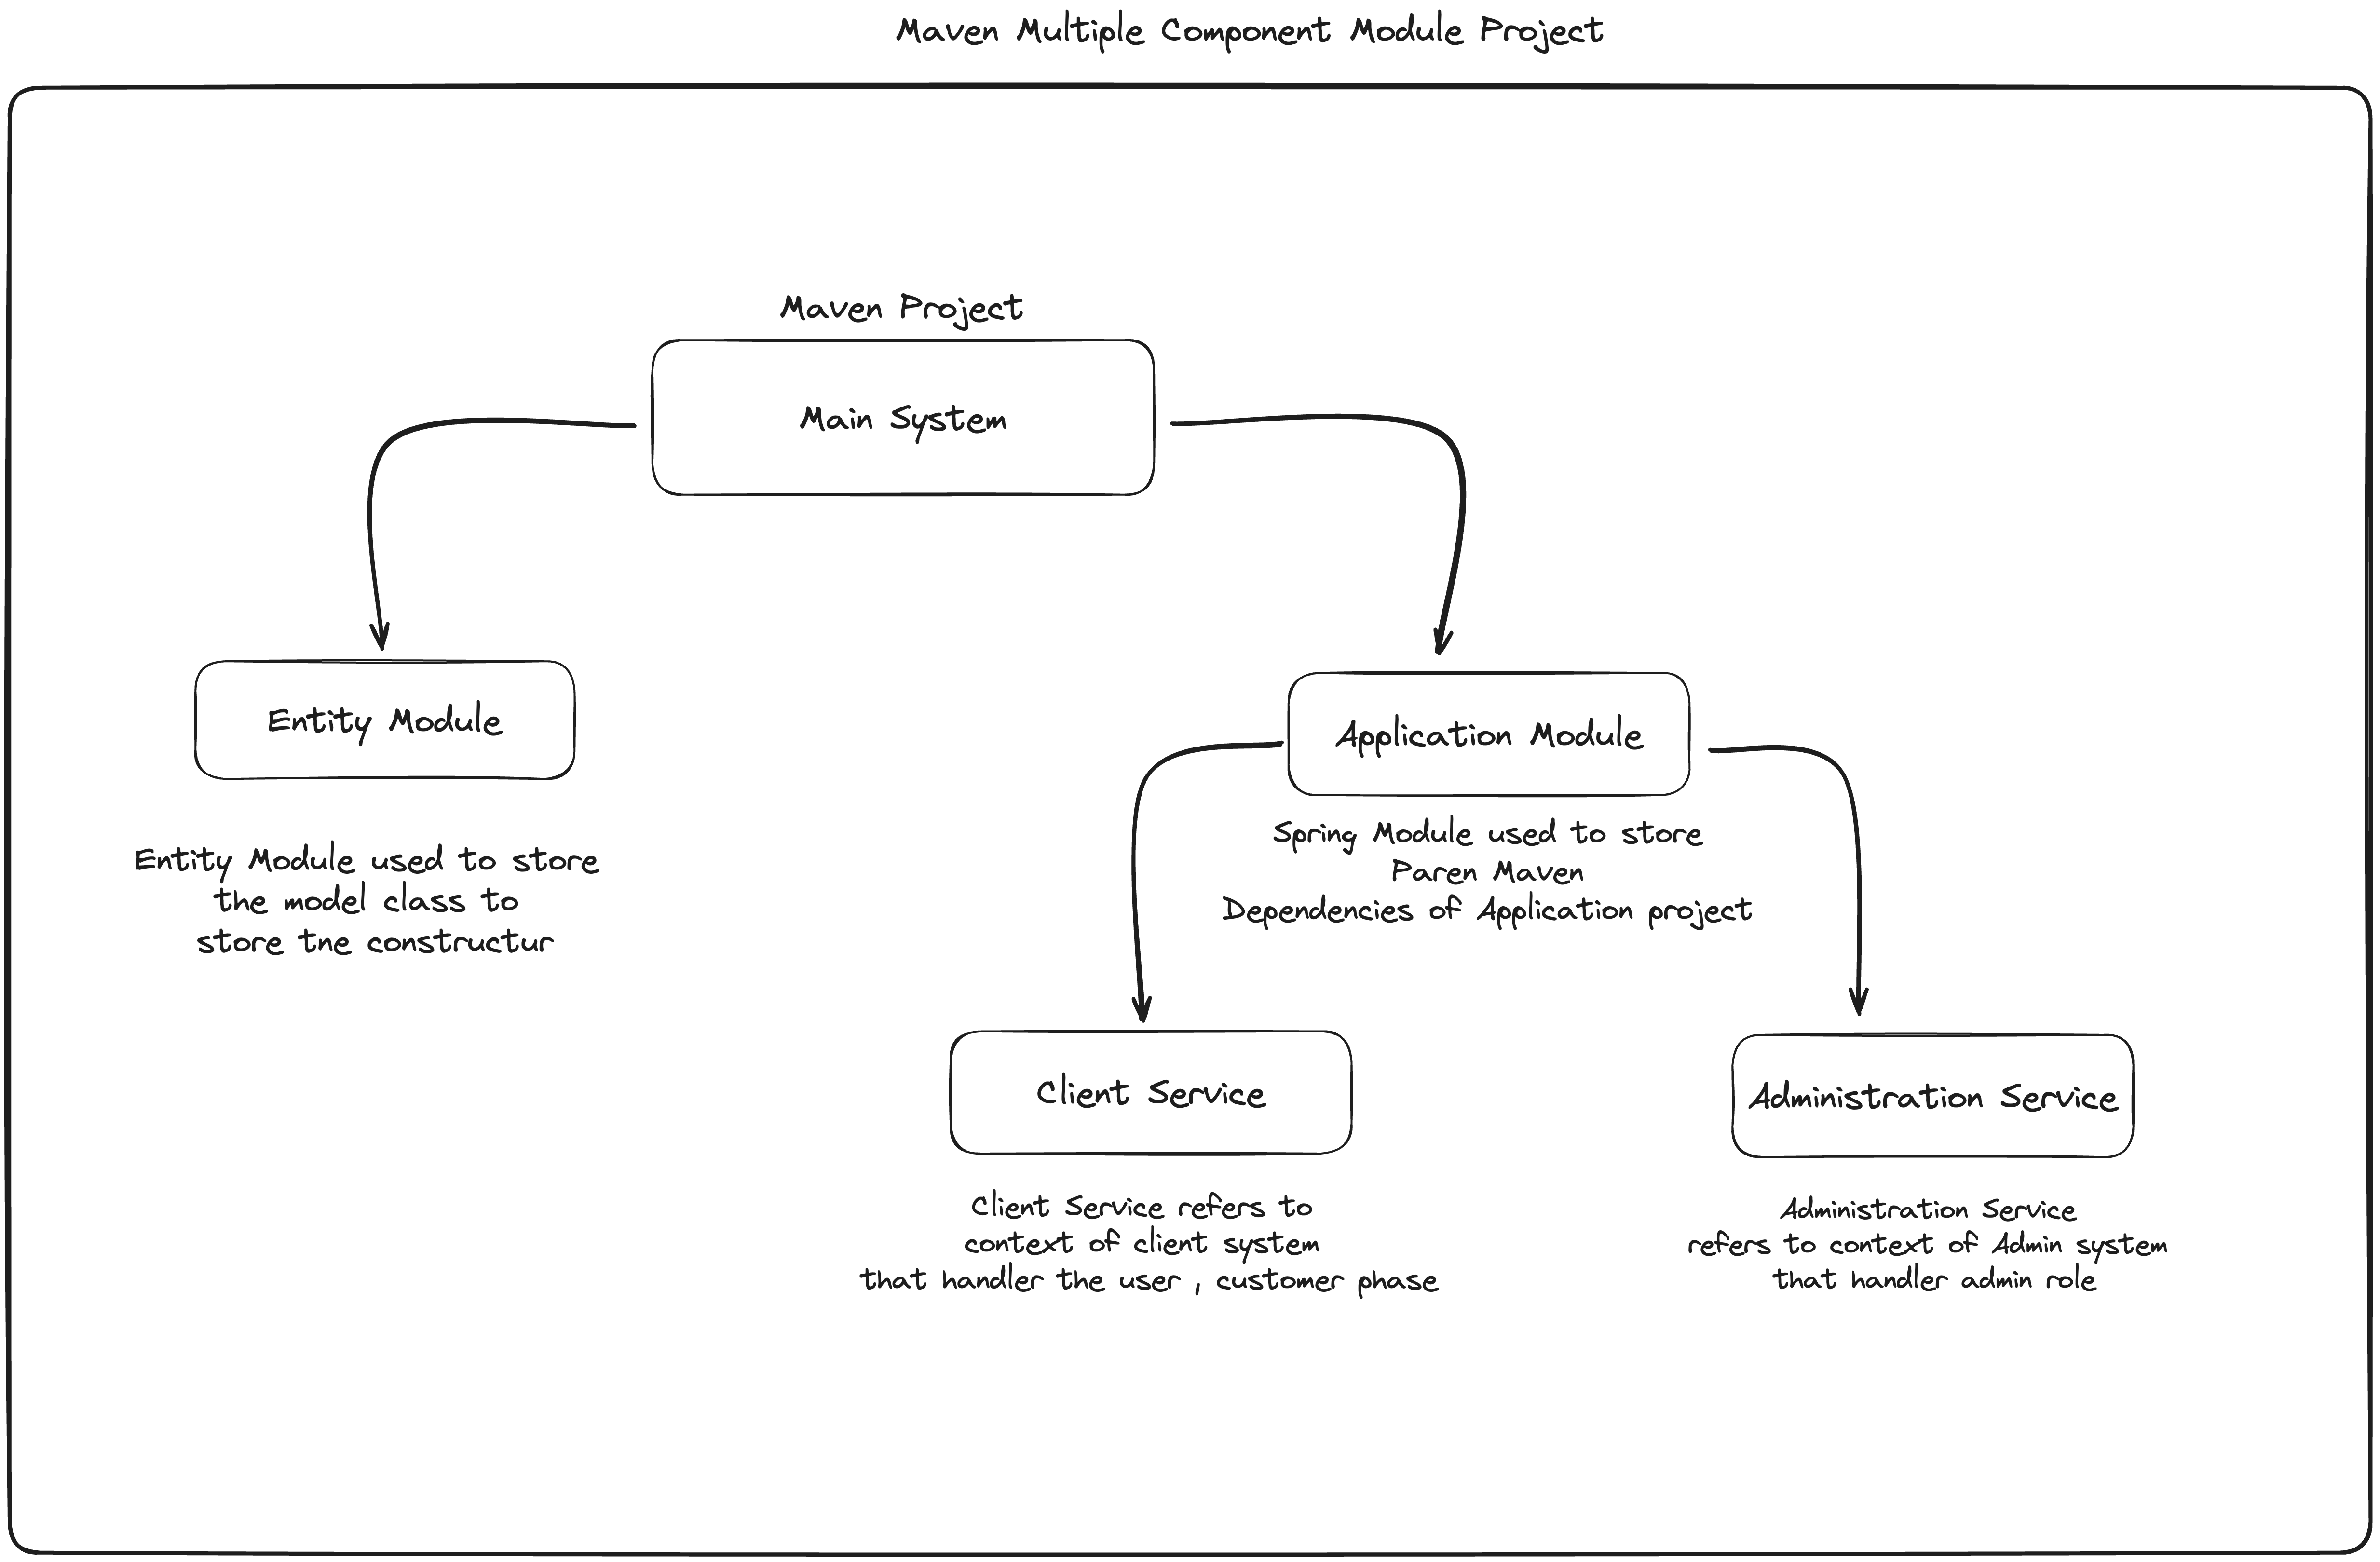 Maven Multiple Component Module Project
Maven Project
Main System
Entity Module
Entity Module used to store
the model class to
store tne constructur
Application Module
Spring Module used to store
Paren Maven
Dependencies of Application project
Client Service
Client Service refers to
context of client system
that handler the user , customer phase
Administration Service
Administration Service
refers to context of Admin system
that handler admin role